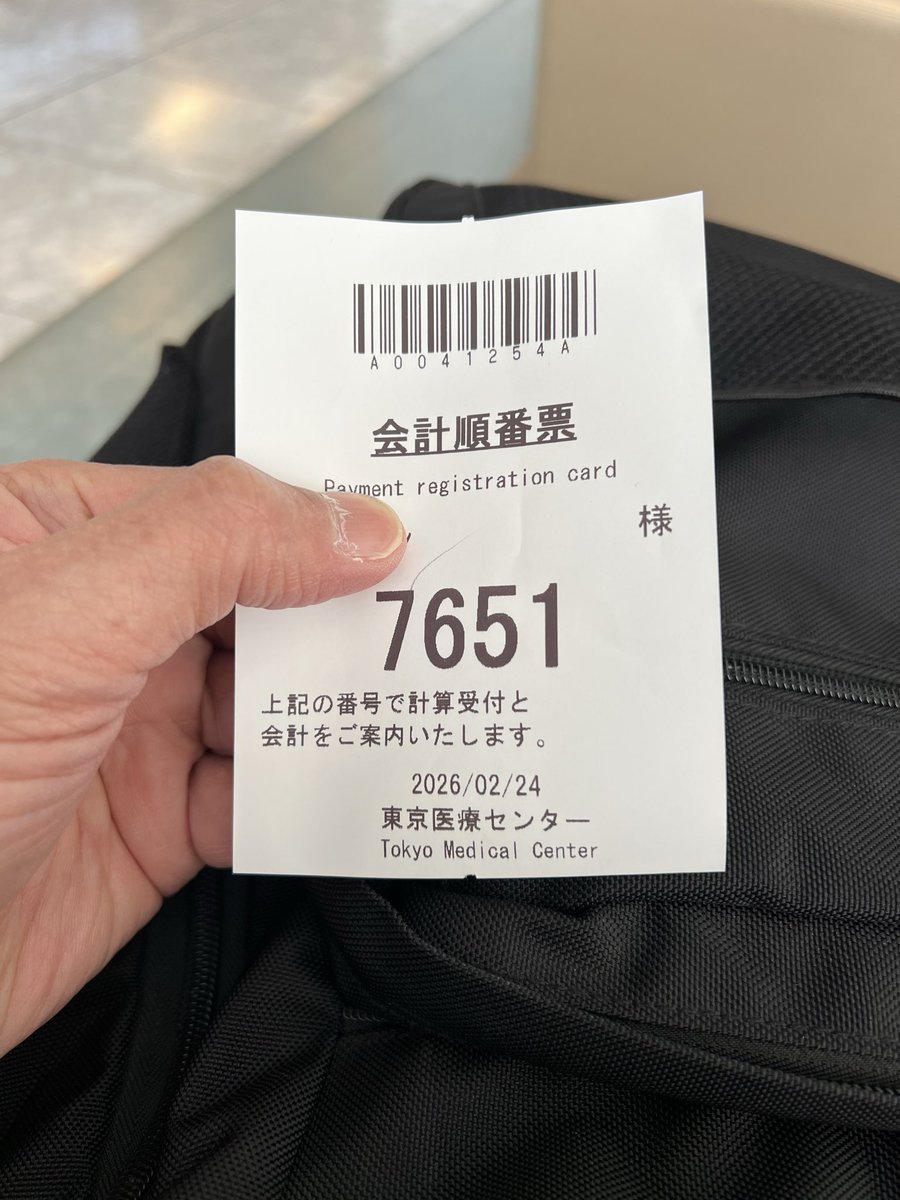 A0041254A
会計順番票
Payment registration card
様
7651
上記の番号で計算受付と
会計をご案内いたします。
2026/02/24
東京医療センター
Tokyo Medical Center